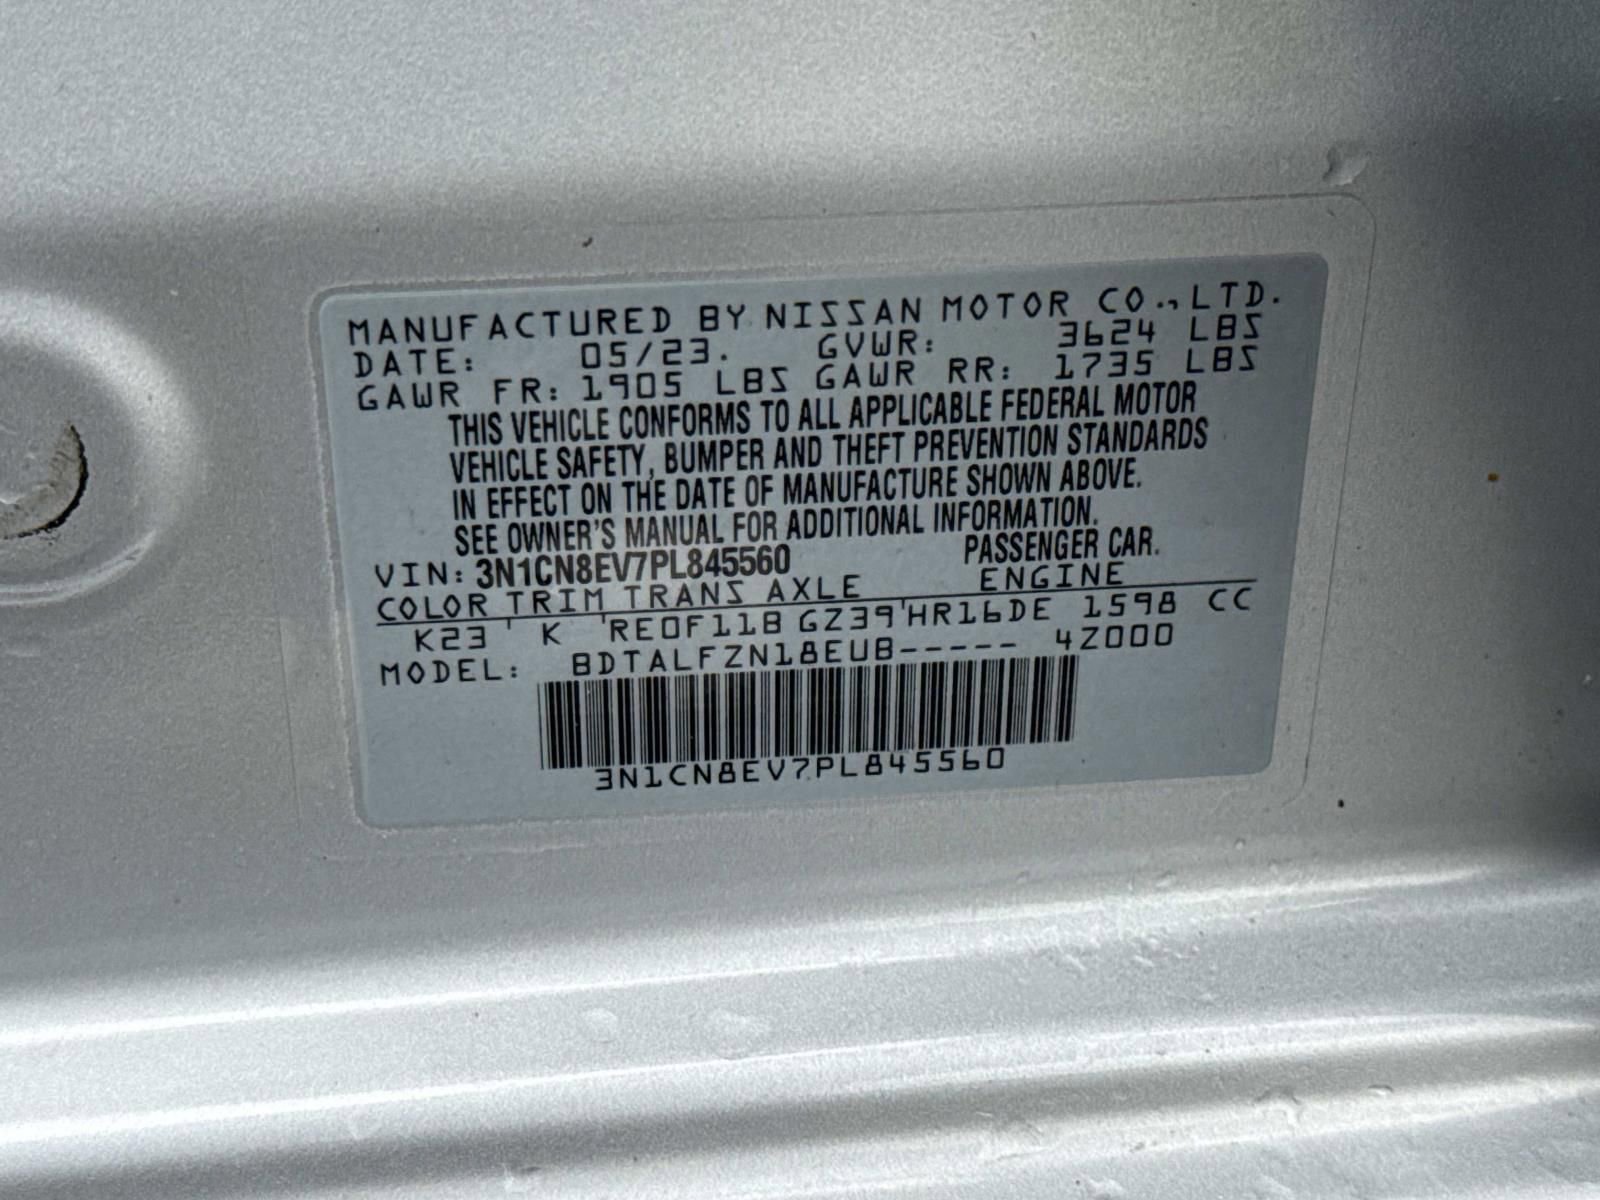 MANUFACTURED BY NISSAN MOTOR CO., LTD.
DATE: 05/23. GVWR: 3624 LBS
GAWR FR: 1905 LBS GAWR RR: 1735 LBS
THIS VEHICLE CONFORMS TO ALL APPLICABLE FEDERAL MOTOR
VEHICLE SAFETY, BUMPER AND THEFT PREVENTION STANDARDS
IN EFFECT ON THE DATE OF MANUFACTURE SHOWN ABOVE.
SEE OWNER'S MANUAL FOR ADDITIONAL INFORMATION.
VIN: 3N1CN8EV7PL845560 PASSENGER CAR.
COLOR TRIM TRANS AXLE ENGINE
K23 ' K 'RE0F11B GZ39'HR16DE 1598 CC
MODEL: BDTALFZN18EUB----- 4Z000
3N1CN8EV7PL845560